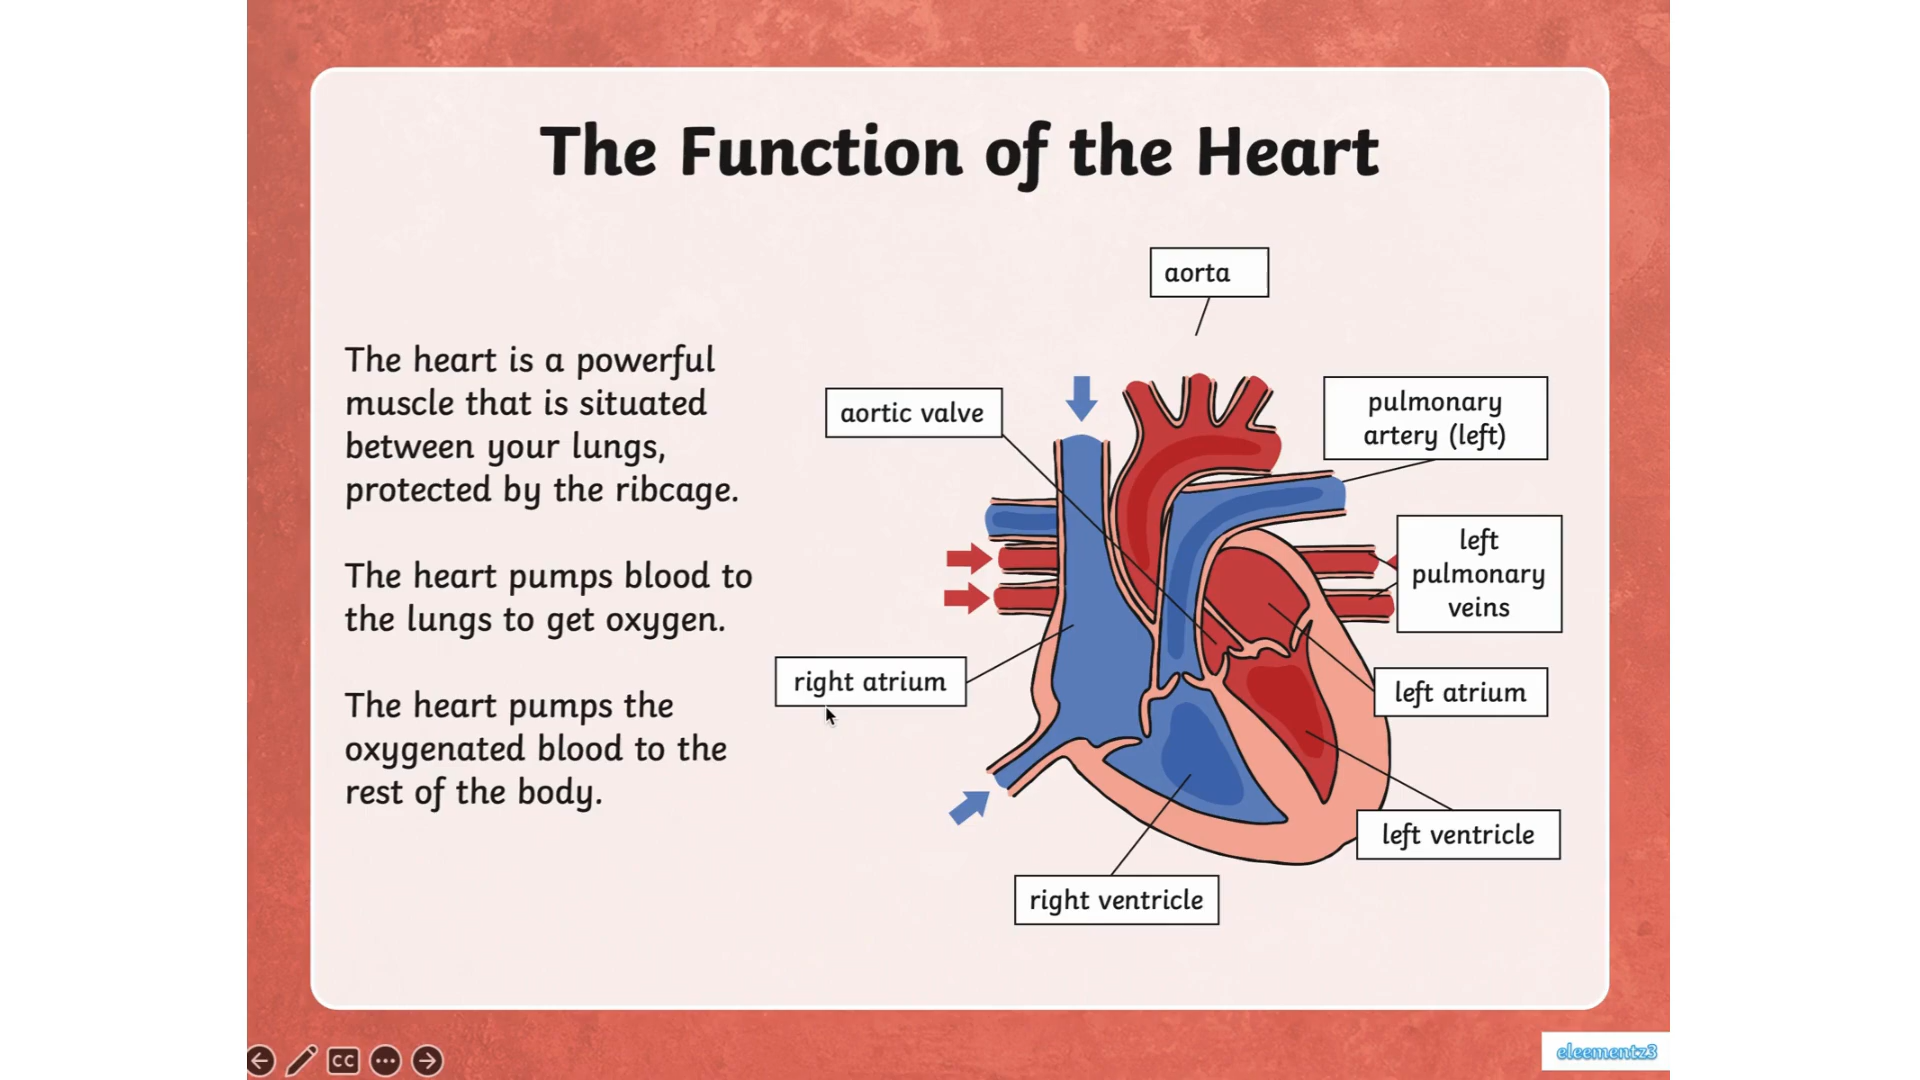 The Function of the Heart
The heart is a powerful
muscle that is situated
between your lungs,
protected by the ribcage.
The heart pumps blood to
the lungs to get oxygen.
The heart pumps the
oxygenated blood to the
rest of the body.
aorta
aortic valve
pulmonary
artery (left)
left
pulmonary
veins
right atrium
left atrium
left ventricle
right ventricle
CC
eleementz3